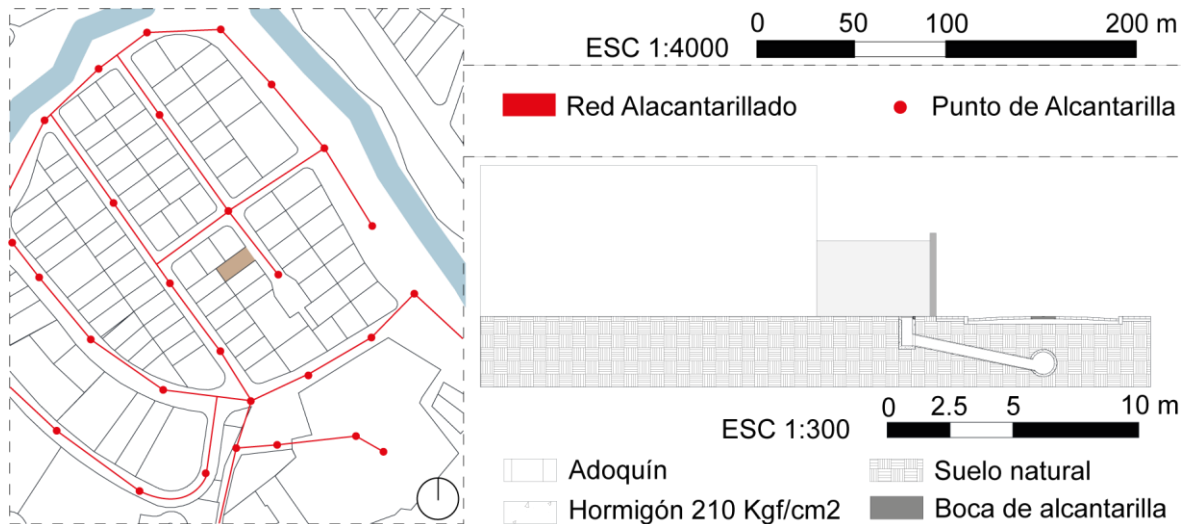 0 50 100 200 m
ESC 1:4000
Red Alacantarillado
Punto de Alcantarilla
0 2.5 5 10 m
ESC 1:300
Adoquín
Suelo natural
Hormigón 210 Kgf/cm2
Boca de alcantarilla